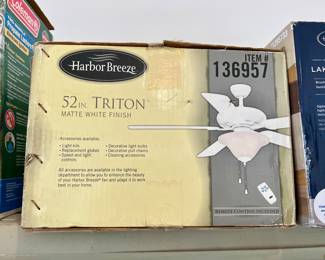 Coleman
Harbor Breeze
ITEM #
136957
52 IN. TRITON
MATTE WHITE FINISH
Accessories available:
• Light kits
• Replacement globes
• Speed and light
controls
• Decorative light bulbs
• Decorative pull chains
• Cleaning accessories
All accessories are available in the lighting
department to allow you to enhance the beauty
of your Harbor Breeze® fan and adapt it to work
best in your home.
REMOTE CONTROL INCLUDED
LAK